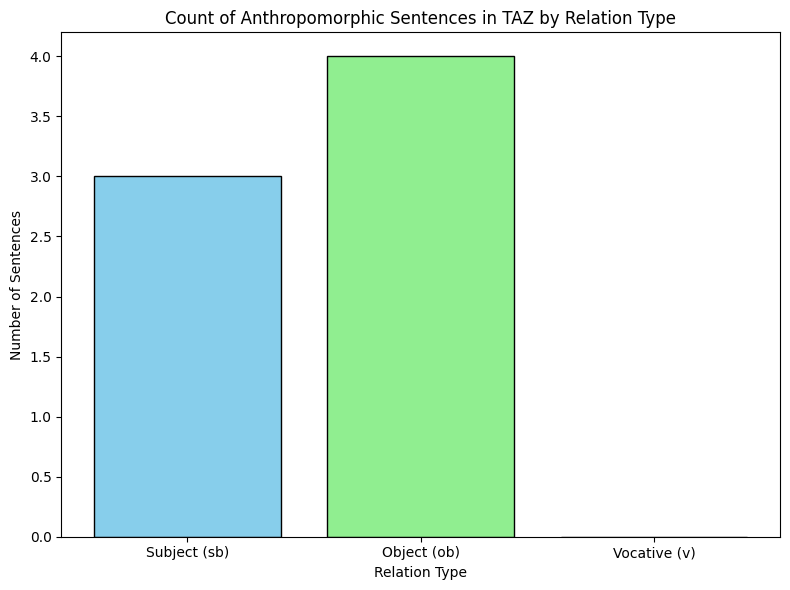 Count of Anthropomorphic Sentences in TAZ by Relation Type
Number of Sentences
4.0
3.5
3.0
2.5
2.0
1.5
1.0
0.5
0.0
Subject (sb)
Object (ob)
Vocative (v)
Relation Type